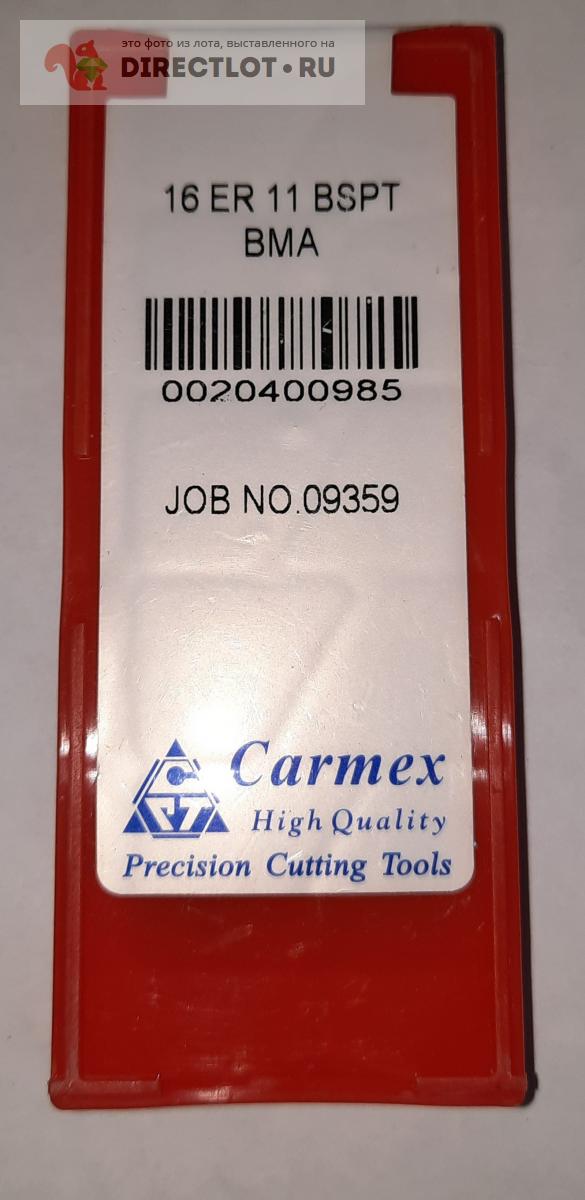 это фото из лота, выставленного на
DIRECTLOT•RU
16 ER 11 BSPT
BMA
0020400985
JOB NO.09359
Carmex
High Quality
Precision Cutting Tools